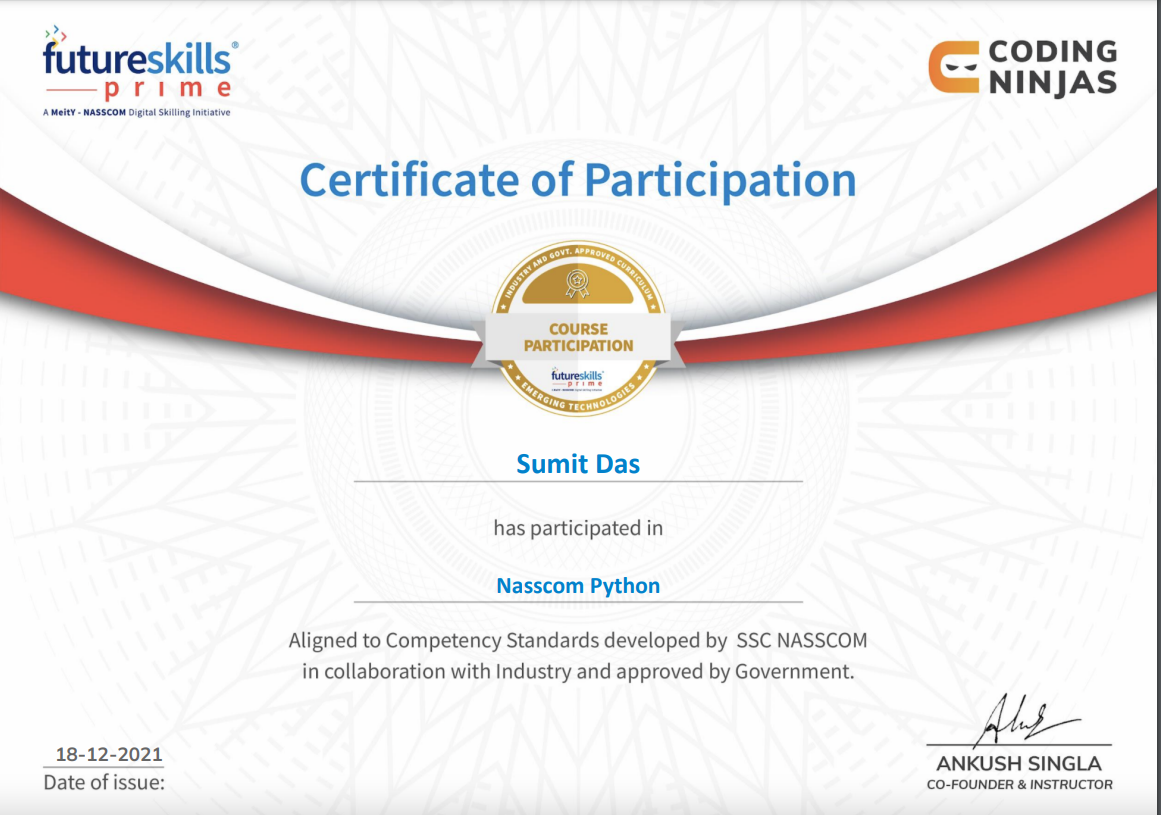 futureskills®
prime
A MeitY - NASSCOM Digital Skilling Initiative
CODING
NINJAS
Certificate of Participation
INDUSTRY AND GOVT. APPROVED CURRICULUM
COURSE
PARTICIPATION
futureskills
prime
EMERGING TECHNOLOGIES
Sumit Das
has participated in
Nasscom Python
Aligned to Competency Standards developed by SSC NASSCOM
in collaboration with Industry and approved by Government.
18-12-2021
Date of issue:
ANKUSH SINGLA
CO-FOUNDER & INSTRUCTOR